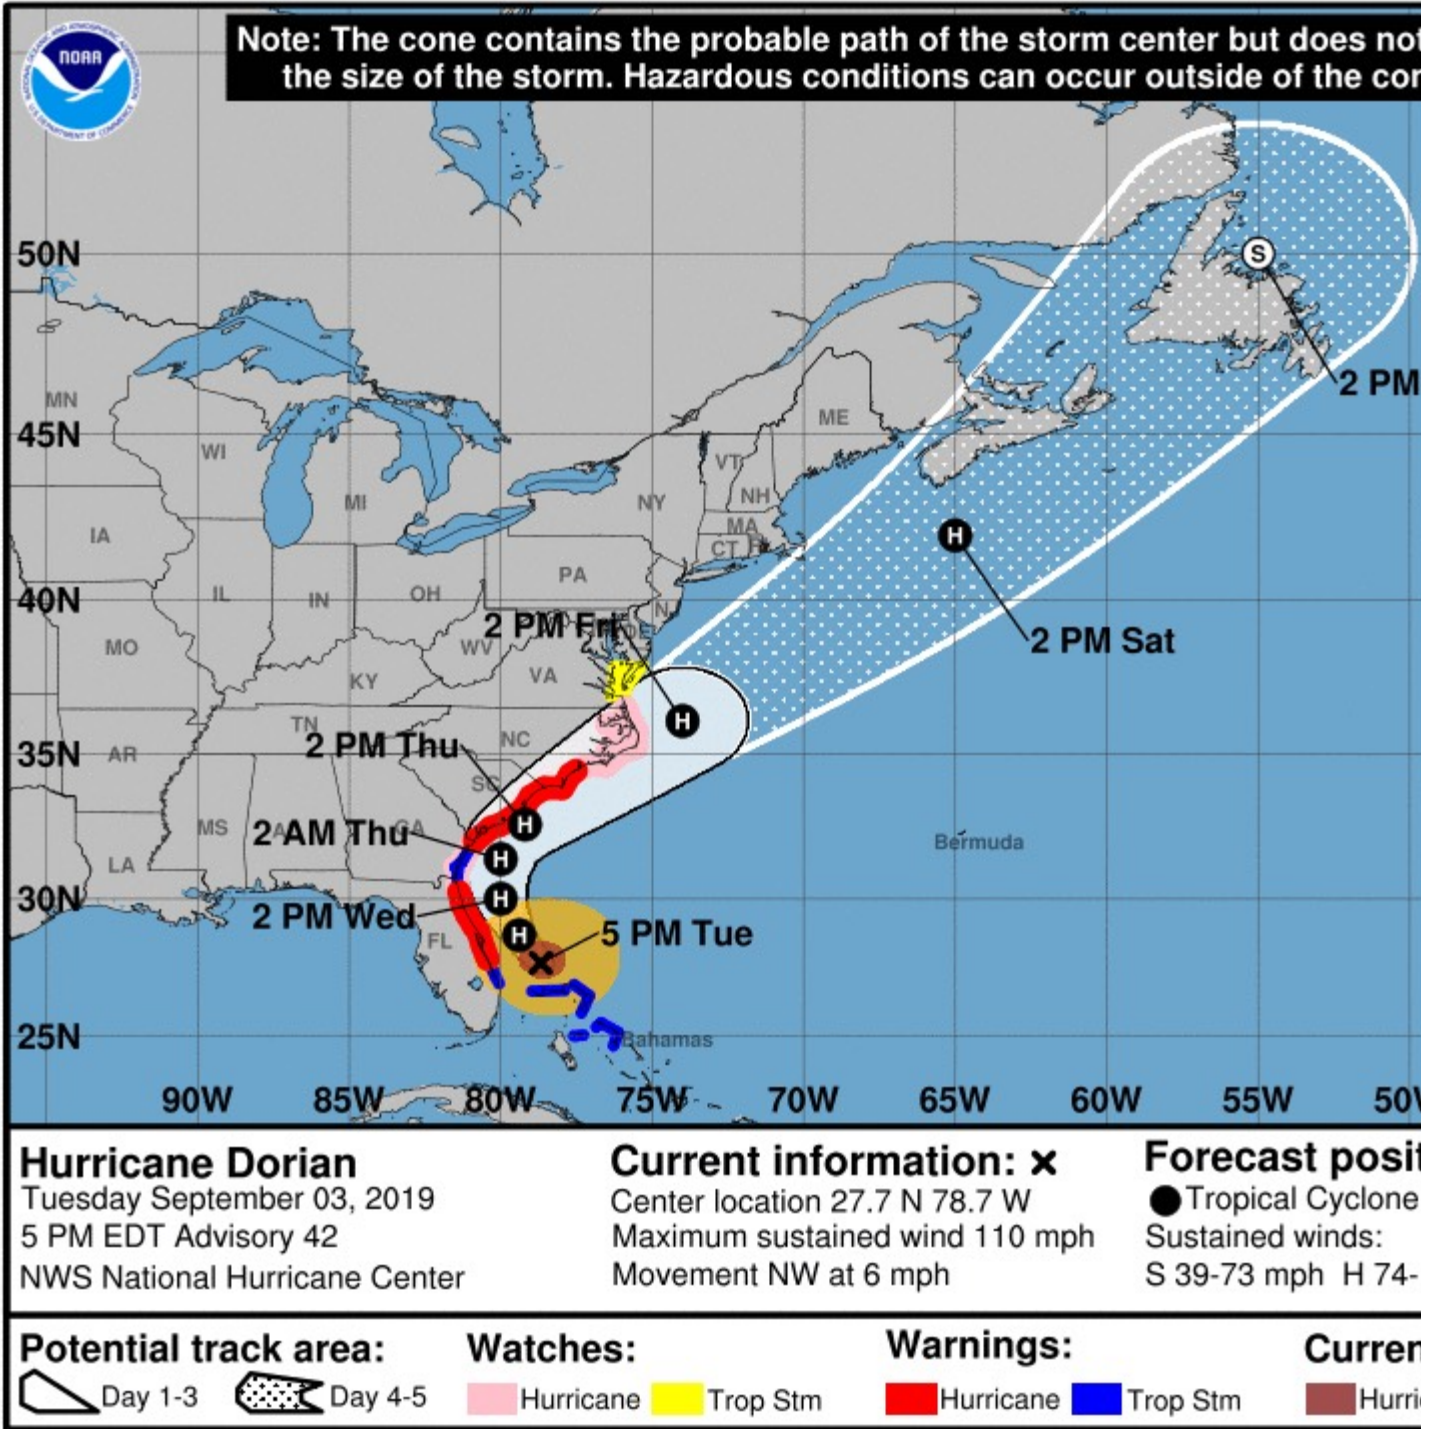 NOAA
Note: The cone contains the probable path of the storm center but does not
the size of the storm. Hazardous conditions can occur outside of the con
50N
45N
40N
35N
30N
25N
90W
85W
80W
75W
70W
65W
60W
55W
MN
WI
MI
IA
IL
IN
OH
MO
KY
WV
VA
PA
NY
VT
NH
ME
MA
CT
DE
TN
NC
SC
AR
MS
GA
LA
FL
Bermuda
Bahamas
S
2 PM
H
2 PM Sat
2 PM Fri
H
2 PM Thu
H
2 AM Thu
H
2 PM Wed
H
H
5 PM Tue
Hurricane Dorian
Tuesday September 03, 2019
5 PM EDT Advisory 42
NWS National Hurricane Center
Current information: x
Center location 27.7 N 78.7 W
Maximum sustained wind 110 mph
Movement NW at 6 mph
Forecast posit
Tropical Cyclone
Sustained winds:
S 39-73 mph H 74-
Potential track area:
Day 1-3 Day 4-5
Watches:
Hurricane Trop Stm
Warnings:
Hurricane Trop Stm
Curren
Hurri